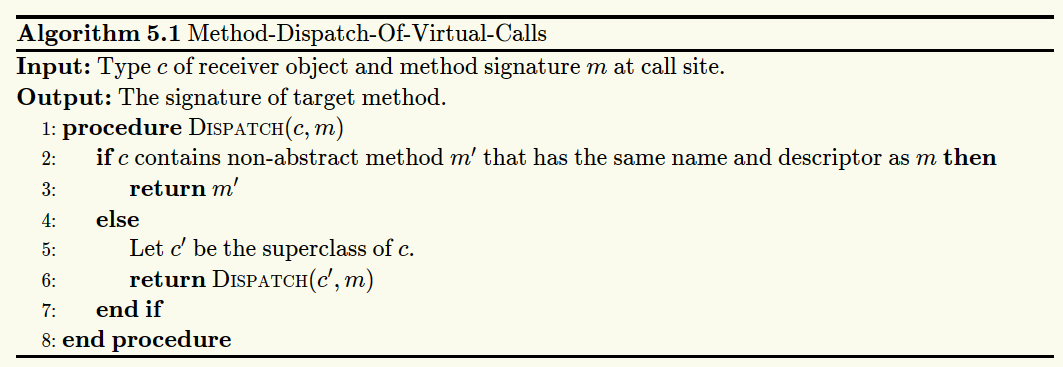 Algorithm 5.1 Method-Dispatch-Of-Virtual-Calls
Input: Type c of receiver object and method signature m at call site.
Output: The signature of target method.
1: procedure DISPATCH(c, m)
2: if c contains non-abstract method m′ that has the same name and descriptor as m then
3: return m′
4: else
5: Let c′ be the superclass of c.
6: return DISPATCH(c′, m)
7: end if
8: end procedure